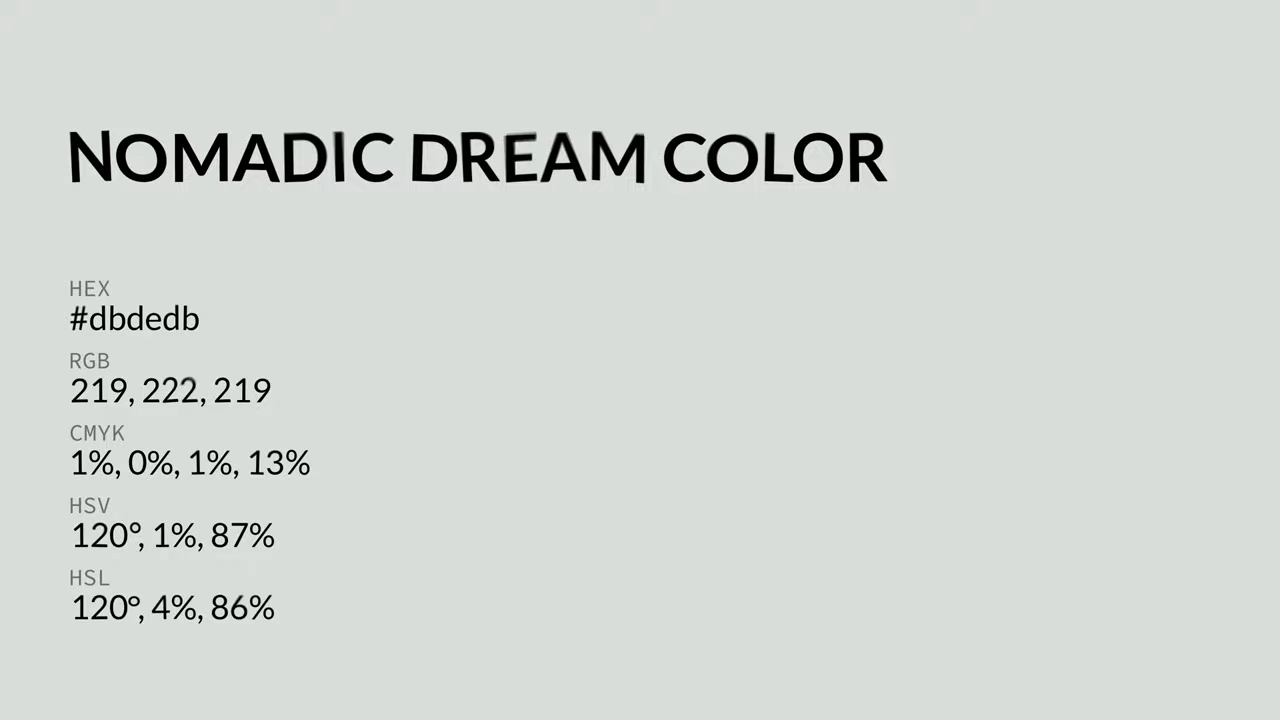 NOMADIC DREAM COLOR
HEX
#dbdedb
RGB
219, 222, 219
CMYK
1%, 0%, 1%, 13%
HSV
120°, 1%, 87%
HSL
120°, 4%, 86%